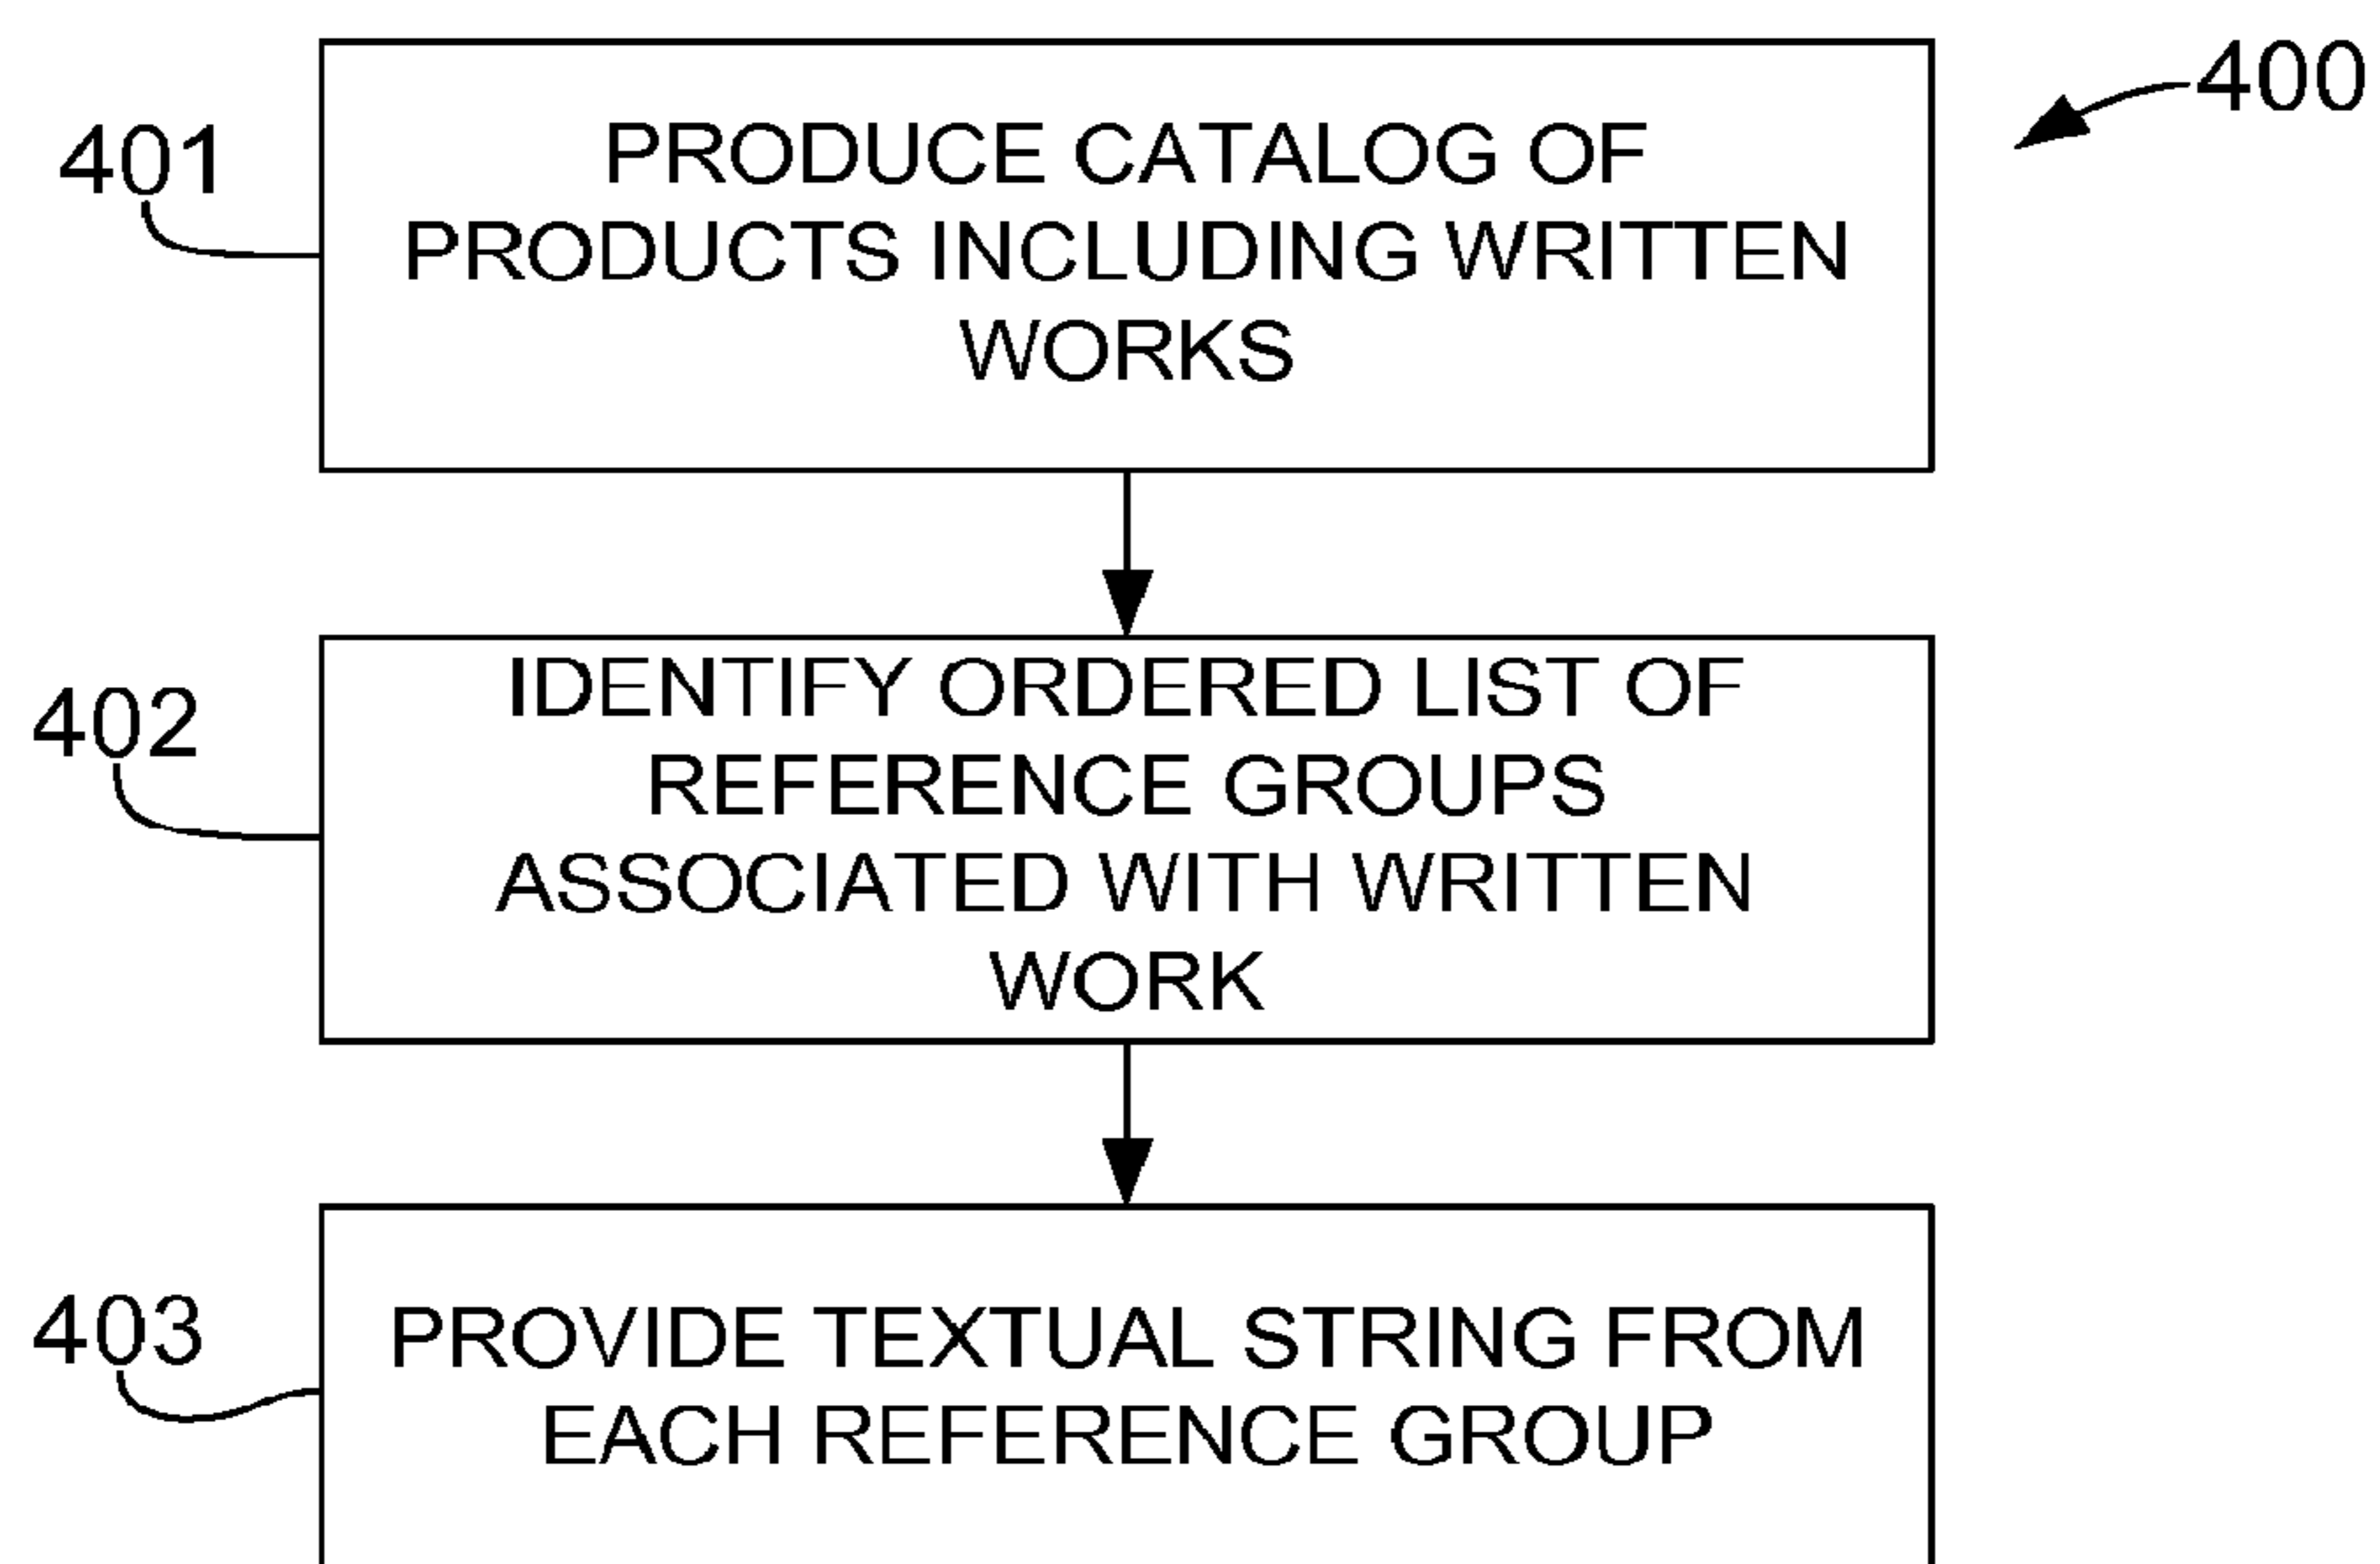 400
401
PRODUCE CATALOG OF
PRODUCTS INCLUDING WRITTEN
WORKS
402
IDENTIFY ORDERED LIST OF
REFERENCE GROUPS
ASSOCIATED WITH WRITTEN
WORK
403
PROVIDE TEXTUAL STRING FROM
EACH REFERENCE GROUP